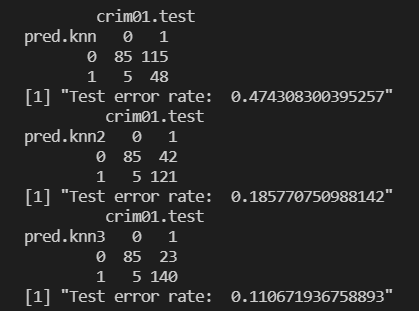 crim01.test
pred.knn 0 1
0 85 115
1 5 48
[1] "Test error rate:  0.474308300395257"
crim01.test
pred.knn2 0 1
0 85 42
1 5 121
[1] "Test error rate:  0.185770750988142"
crim01.test
pred.knn3 0 1
0 85 23
1 5 140
[1] "Test error rate:  0.110671936758893"